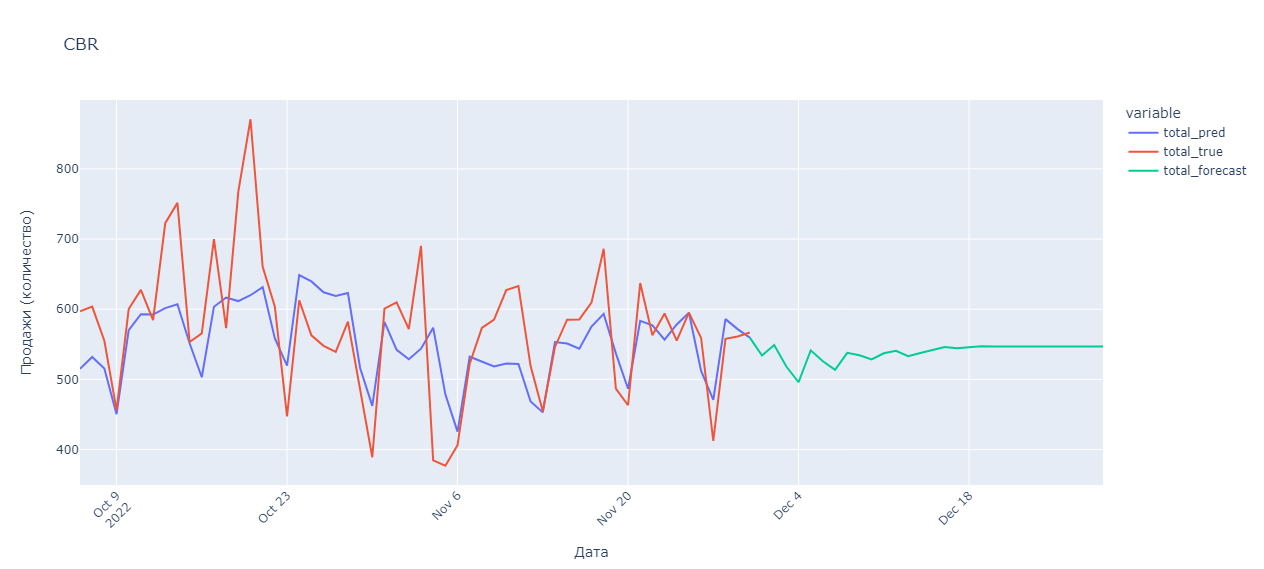 CBR
variable
total_pred
total_true
total_forecast
Продажи (количество)
800
700
600
500
400
Oct 9
2022
Oct 23
Nov 6
Nov 20
Dec 4
Dec 18
Дата